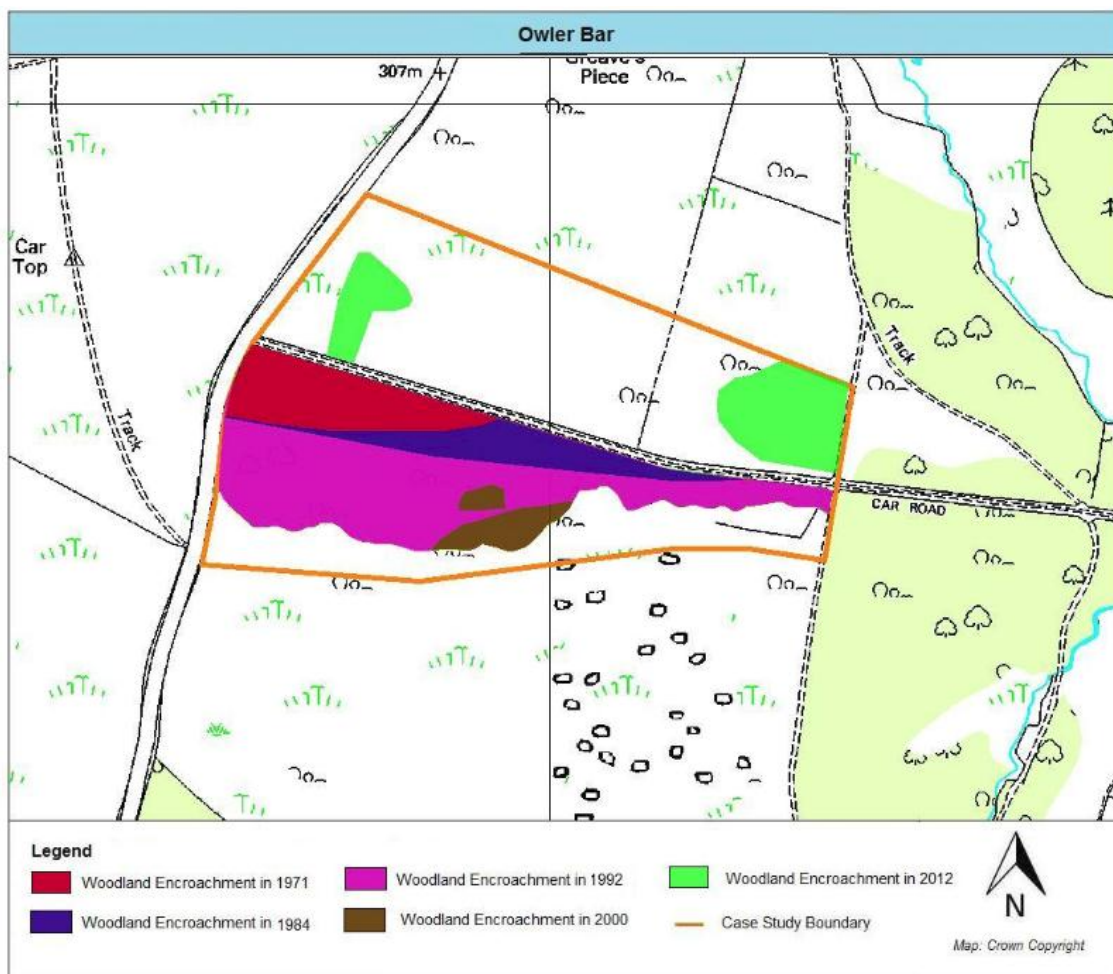 Owler Bar
307m
Greave's
Piece
Car
Top
Track
Track
CAR ROAD
Legend
Woodland Encroachment in 1971
Woodland Encroachment in 1992
Woodland Encroachment in 2012
Woodland Encroachment in 1984
Woodland Encroachment in 2000
Case Study Boundary
N
Map: Crown Copyright